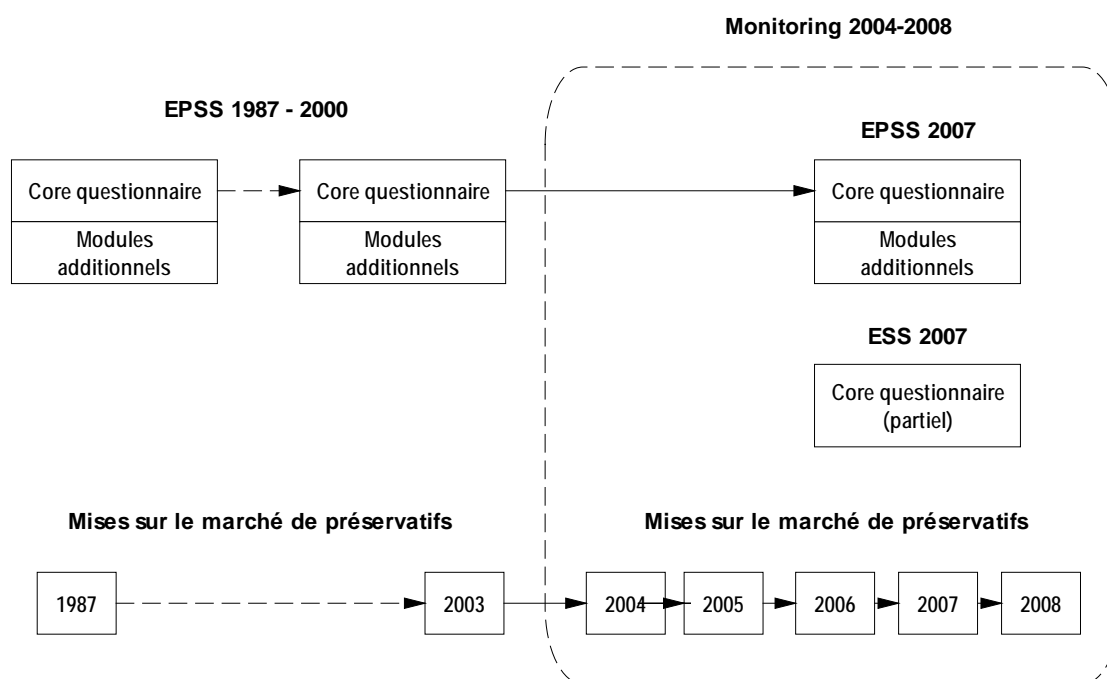 Monitoring 2004-2008
EPSS 1987 - 2000
EPSS 2007
Core questionnaire
Modules
additionnels
Core questionnaire
Modules
additionnels
Core questionnaire
Modules
additionnels
ESS 2007
Core questionnaire
(partiel)
Mises sur le marché de préservatifs
Mises sur le marché de préservatifs
1987
2003
2004
2005
2006
2007
2008